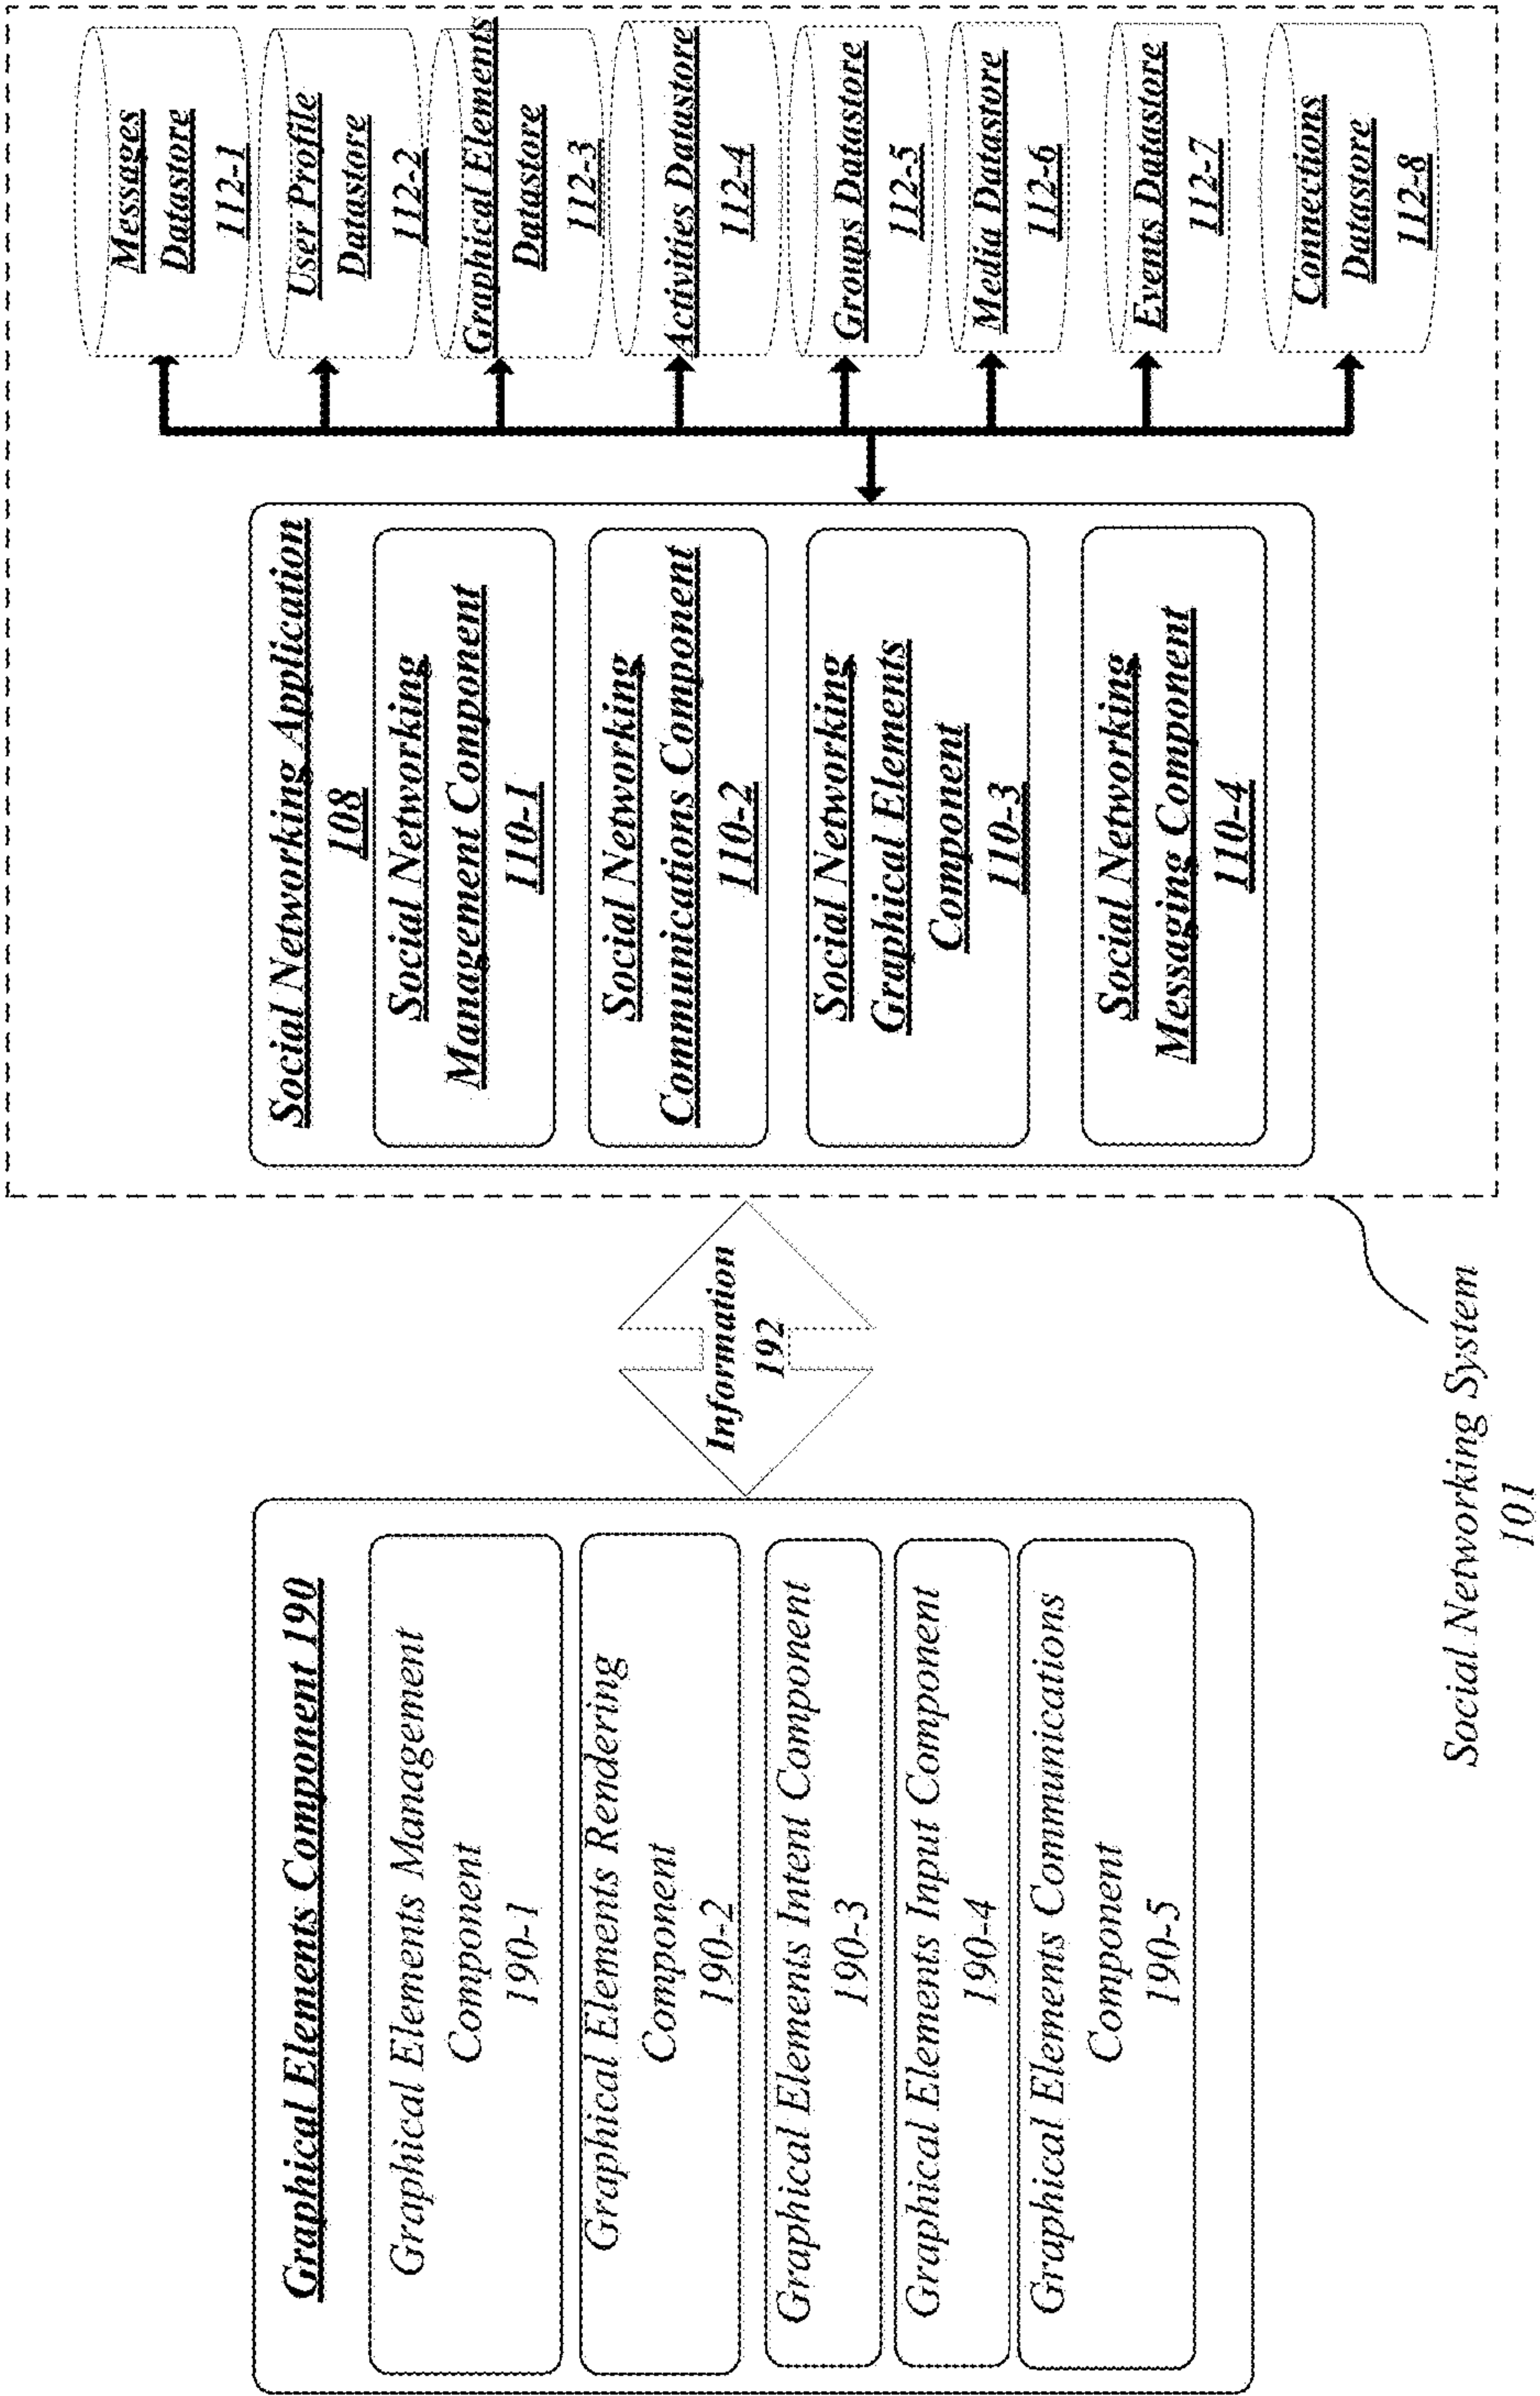 Graphical Elements Component 190
Graphical Elements Management
Component
190-1
Graphical Elements Rendering
Component
190-2
Graphical Elements Intent Component
190-3
Graphical Elements Input Component
190-4
Graphical Elements Communications
Component
190-5
Information
192
Social Networking System
101
Social Networking Application
108
Social Networking
Management Component
110-1
Social Networking
Communications Component
110-2
Social Networking
Graphical Elements
Component
110-3
Social Networking
Messaging Component
110-4
Messages
Datastore
112-1
User Profile
Datastore
112-2
Graphical Elements
Datastore
112-3
Activities Datastore
112-4
Groups Datastore
112-5
Media Datastore
112-6
Events Datastore
112-7
Connections
Datastore
112-8